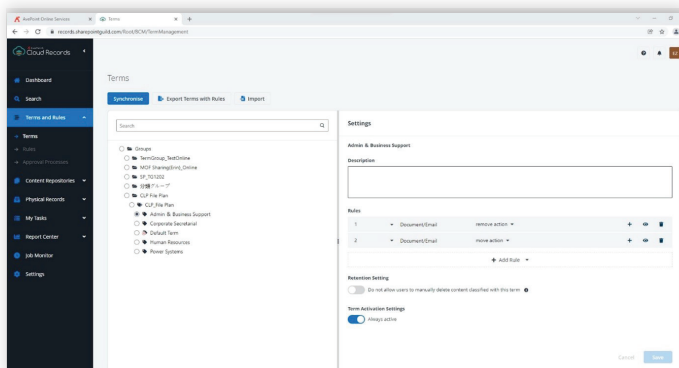 AvePoint Online Services
Terms
records.sharepointguild.com/Root/BCM/TermManagement
Cloud Records
Dashboard
Search
Terms and Rules
Terms
Rules
Approval Processes
Content Repositories
Physical Records
My Tasks
Report Center
Job Monitor
Settings
Terms
Synchronise
Export Terms with Rules
Import
Search
Groups
TermGroup_TestOnline
MOF Sharing(Erin)_Online
SP_TG1202
分類グループ
CLP File Plan
CLP_File Plan
Admin & Business Support
Corporate Secretarial
Default Term
Human Resources
Power Systems
Settings
Admin & Business Support
Description
Rules
1 Document/Email remove action
2 Document/Email move action
+ Add Rule
Retention Setting
Do not allow users to manually delete content classified with this term
Term Activation Settings
Always active
Cancel Save